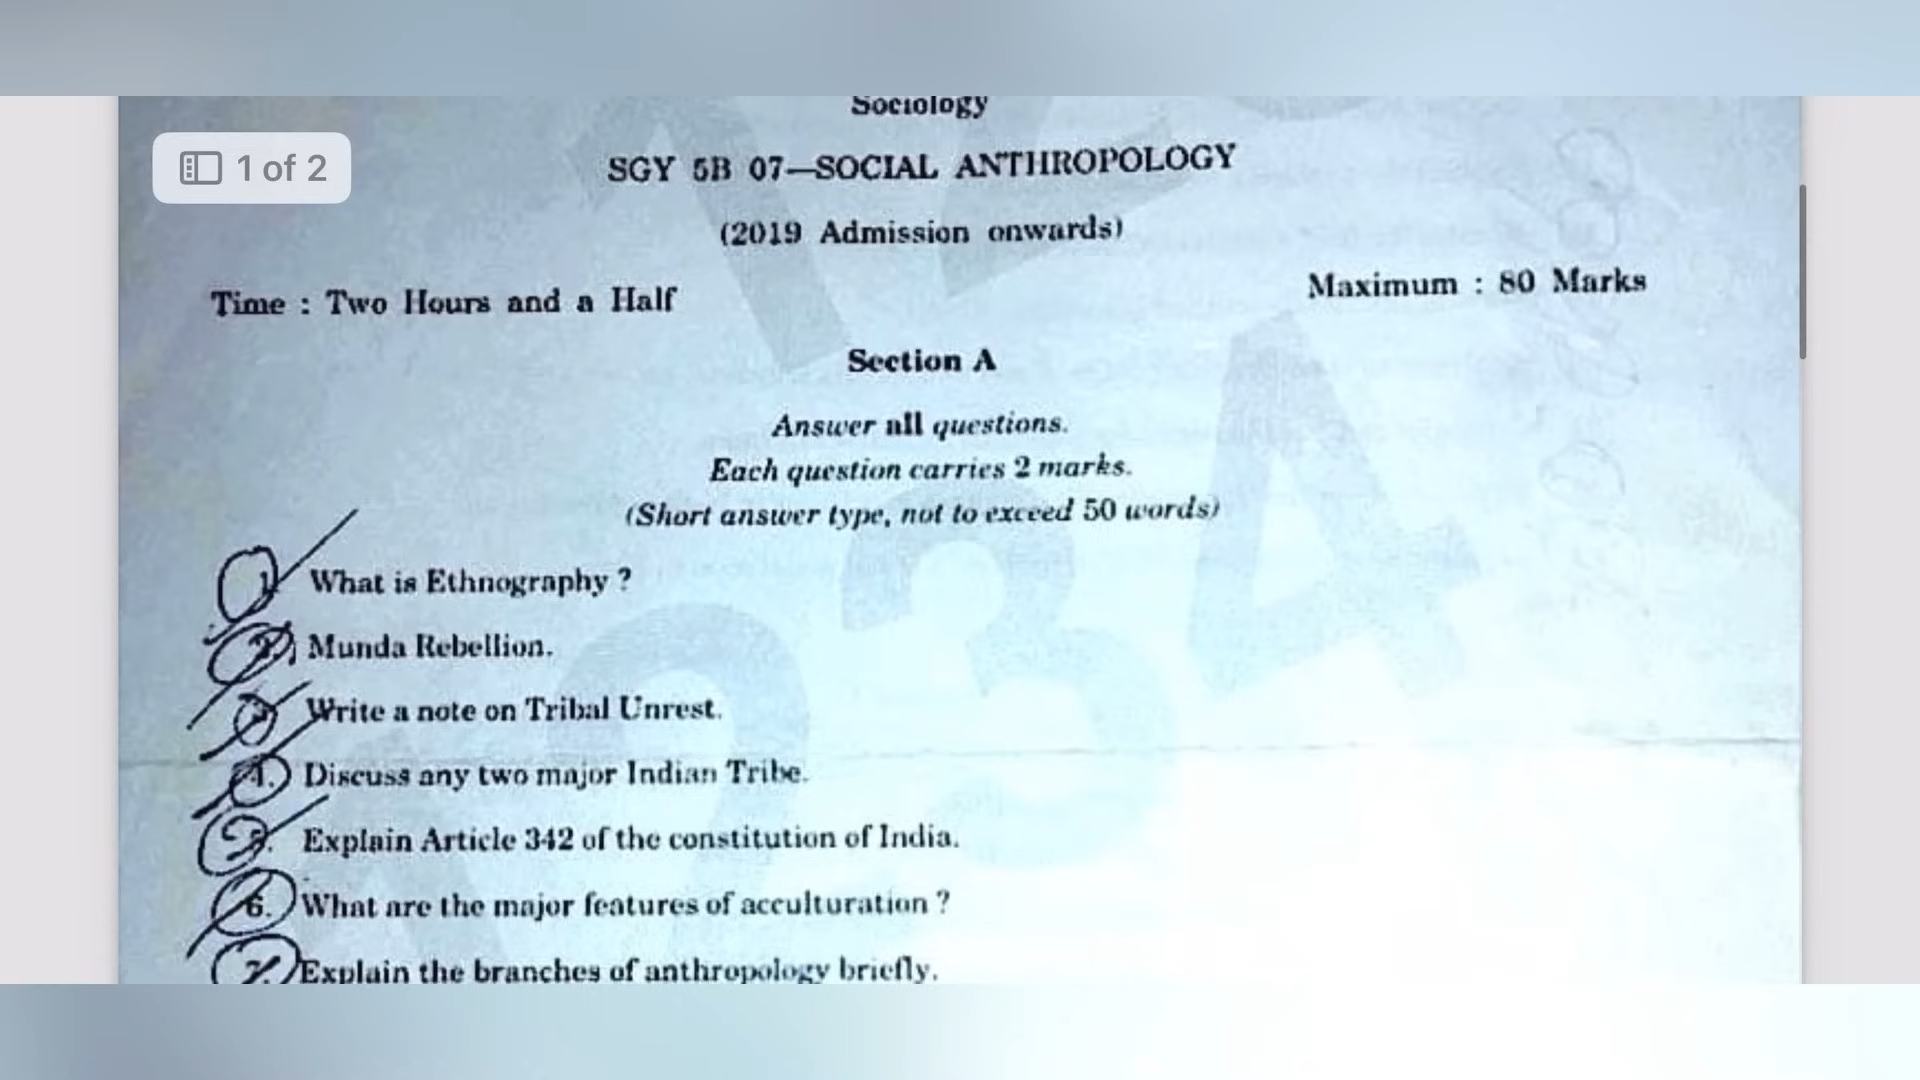 Sociology
1 of 2
SGY 5B 07—SOCIAL ANTHROPOLOGY
(2019 Admission onwards)
Time : Two Hours and a Half
Maximum : 80 Marks
Section A
Answer all questions.
Each question carries 2 marks.
(Short answer type, not to exceed 50 words)
1. What is Ethnography ?
2. Munda Rebellion.
3. Write a note on Tribal Unrest.
4. Discuss any two major Indian Tribe.
5. Explain Article 342 of the constitution of India.
6. What are the major features of acculturation ?
7. Explain the branches of anthropology briefly.